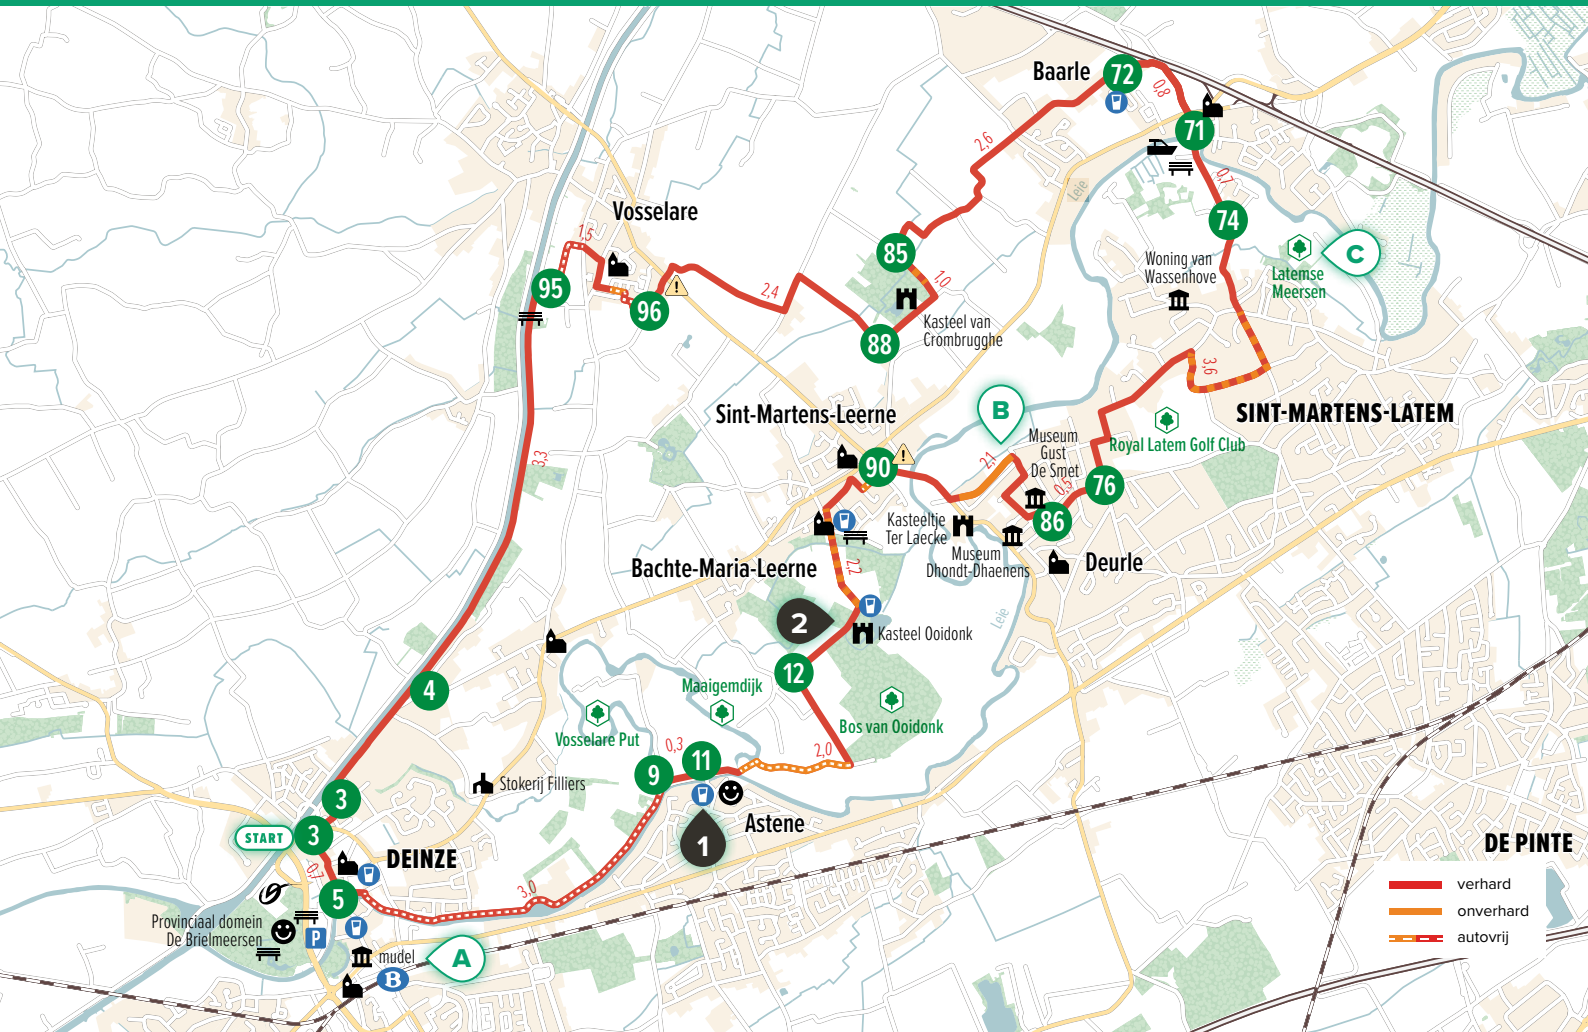 Baarle
72
0,8
71
2,6
Leie
0,7
74
Vosselare
1,5
85
1,0
Woning van
Wassenhove
C
Latemse
Meersen
95
96
2,4
Kasteel van
Crombrugghe
88
3,6
Sint-Martens-Leerne
B
SINT-MARTENS-LATEM
Museum
Gust
De Smet
Royal Latem Golf Club
3,3
90
2,1
0,5
76
86
Kasteeltje
Ter Laecke
Museum
Dhondt-Dhaenens
Deurle
Bachte-Maria-Leerne
2,2
Leie
2
Kasteel Ooidonk
12
4
Maaigemdijk
Bos van Ooidonk
Vosselare Put
0,3
11
2,0
9
Stokerij Filliers
3
START
3
1
Astene
DEINZE
DE PINTE
0,7
5
3,0
Provinciaal domein
De Brielmeersen
P
mudel
A
B
verhard
onverhard
autovrij